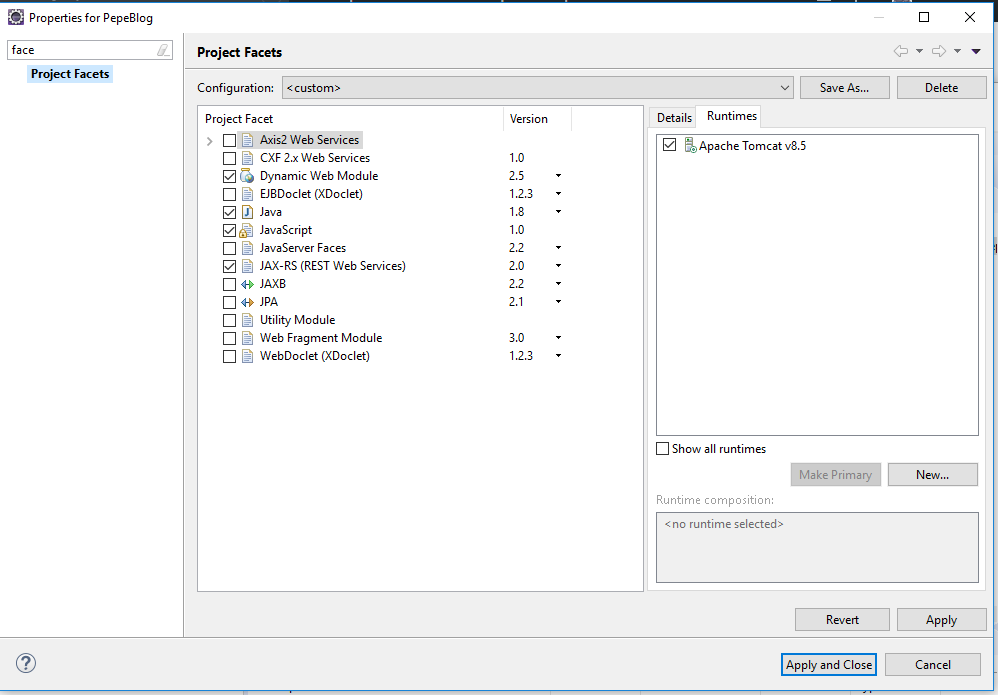 Properties for PepeBlog
face
Project Facets
Project Facets
Configuration: <custom> Save As... Delete
Project Facet Version
Axis2 Web Services
CXF 2.x Web Services 1.0
Dynamic Web Module 2.5
EJBDoclet (XDoclet) 1.2.3
Java 1.8
JavaScript 1.0
JavaServer Faces 2.2
JAX-RS (REST Web Services) 2.0
JAXB 2.2
JPA 2.1
Utility Module
Web Fragment Module 3.0
WebDoclet (XDoclet) 1.2.3
Details Runtimes
Apache Tomcat v8.5
Show all runtimes
Make Primary New...
Runtime composition:
<no runtime selected>
Revert Apply
Apply and Close Cancel